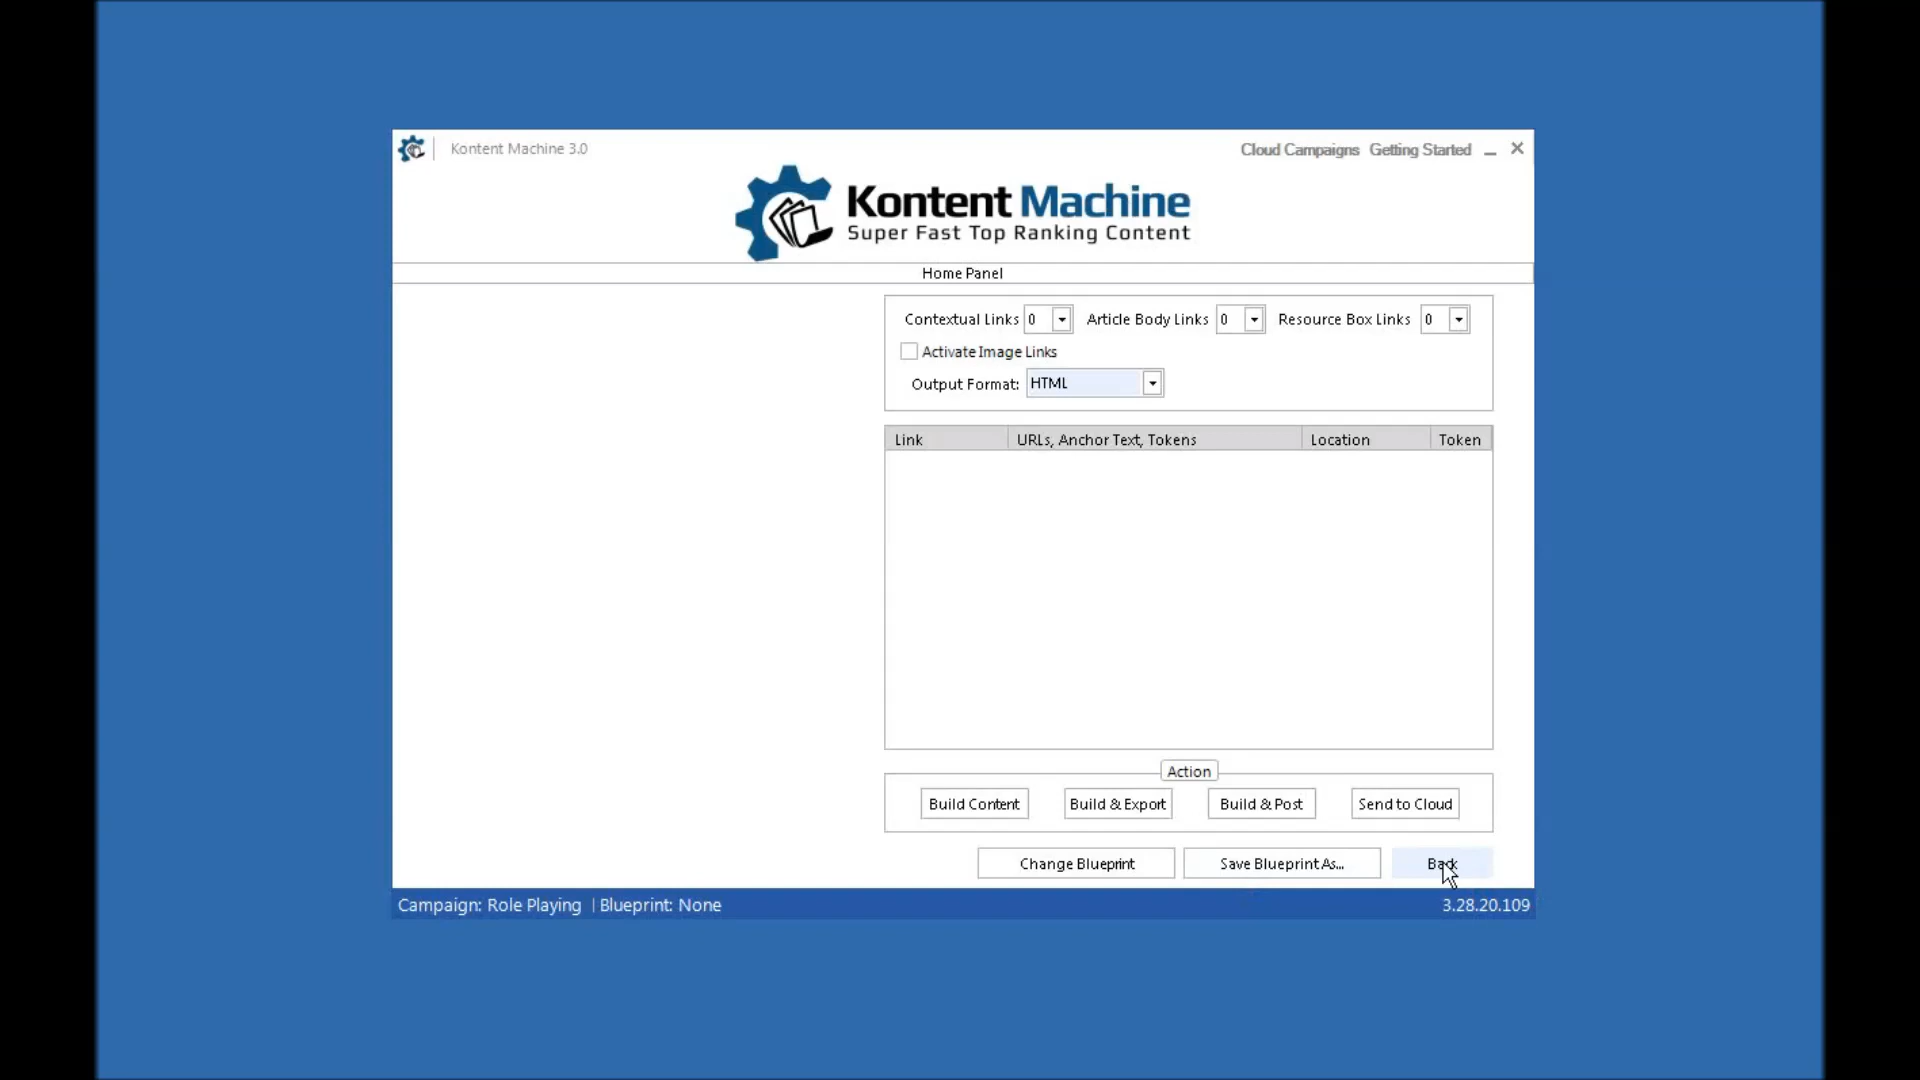 Kontent Machine 3.0
Cloud Campaigns Getting Started
Kontent Machine
Super Fast Top Ranking Content
Home Panel
Contextual Links 0 Article Body Links 0 Resource Box Links 0
Activate Image Links
Output Format: HTML
Link URLs, Anchor Text, Tokens Location Token
Action
Build Content Build & Export Build & Post Send to Cloud
Change Blueprint Save Blueprint As... Back
Campaign: Role Playing | Blueprint: None 3.28.20.109